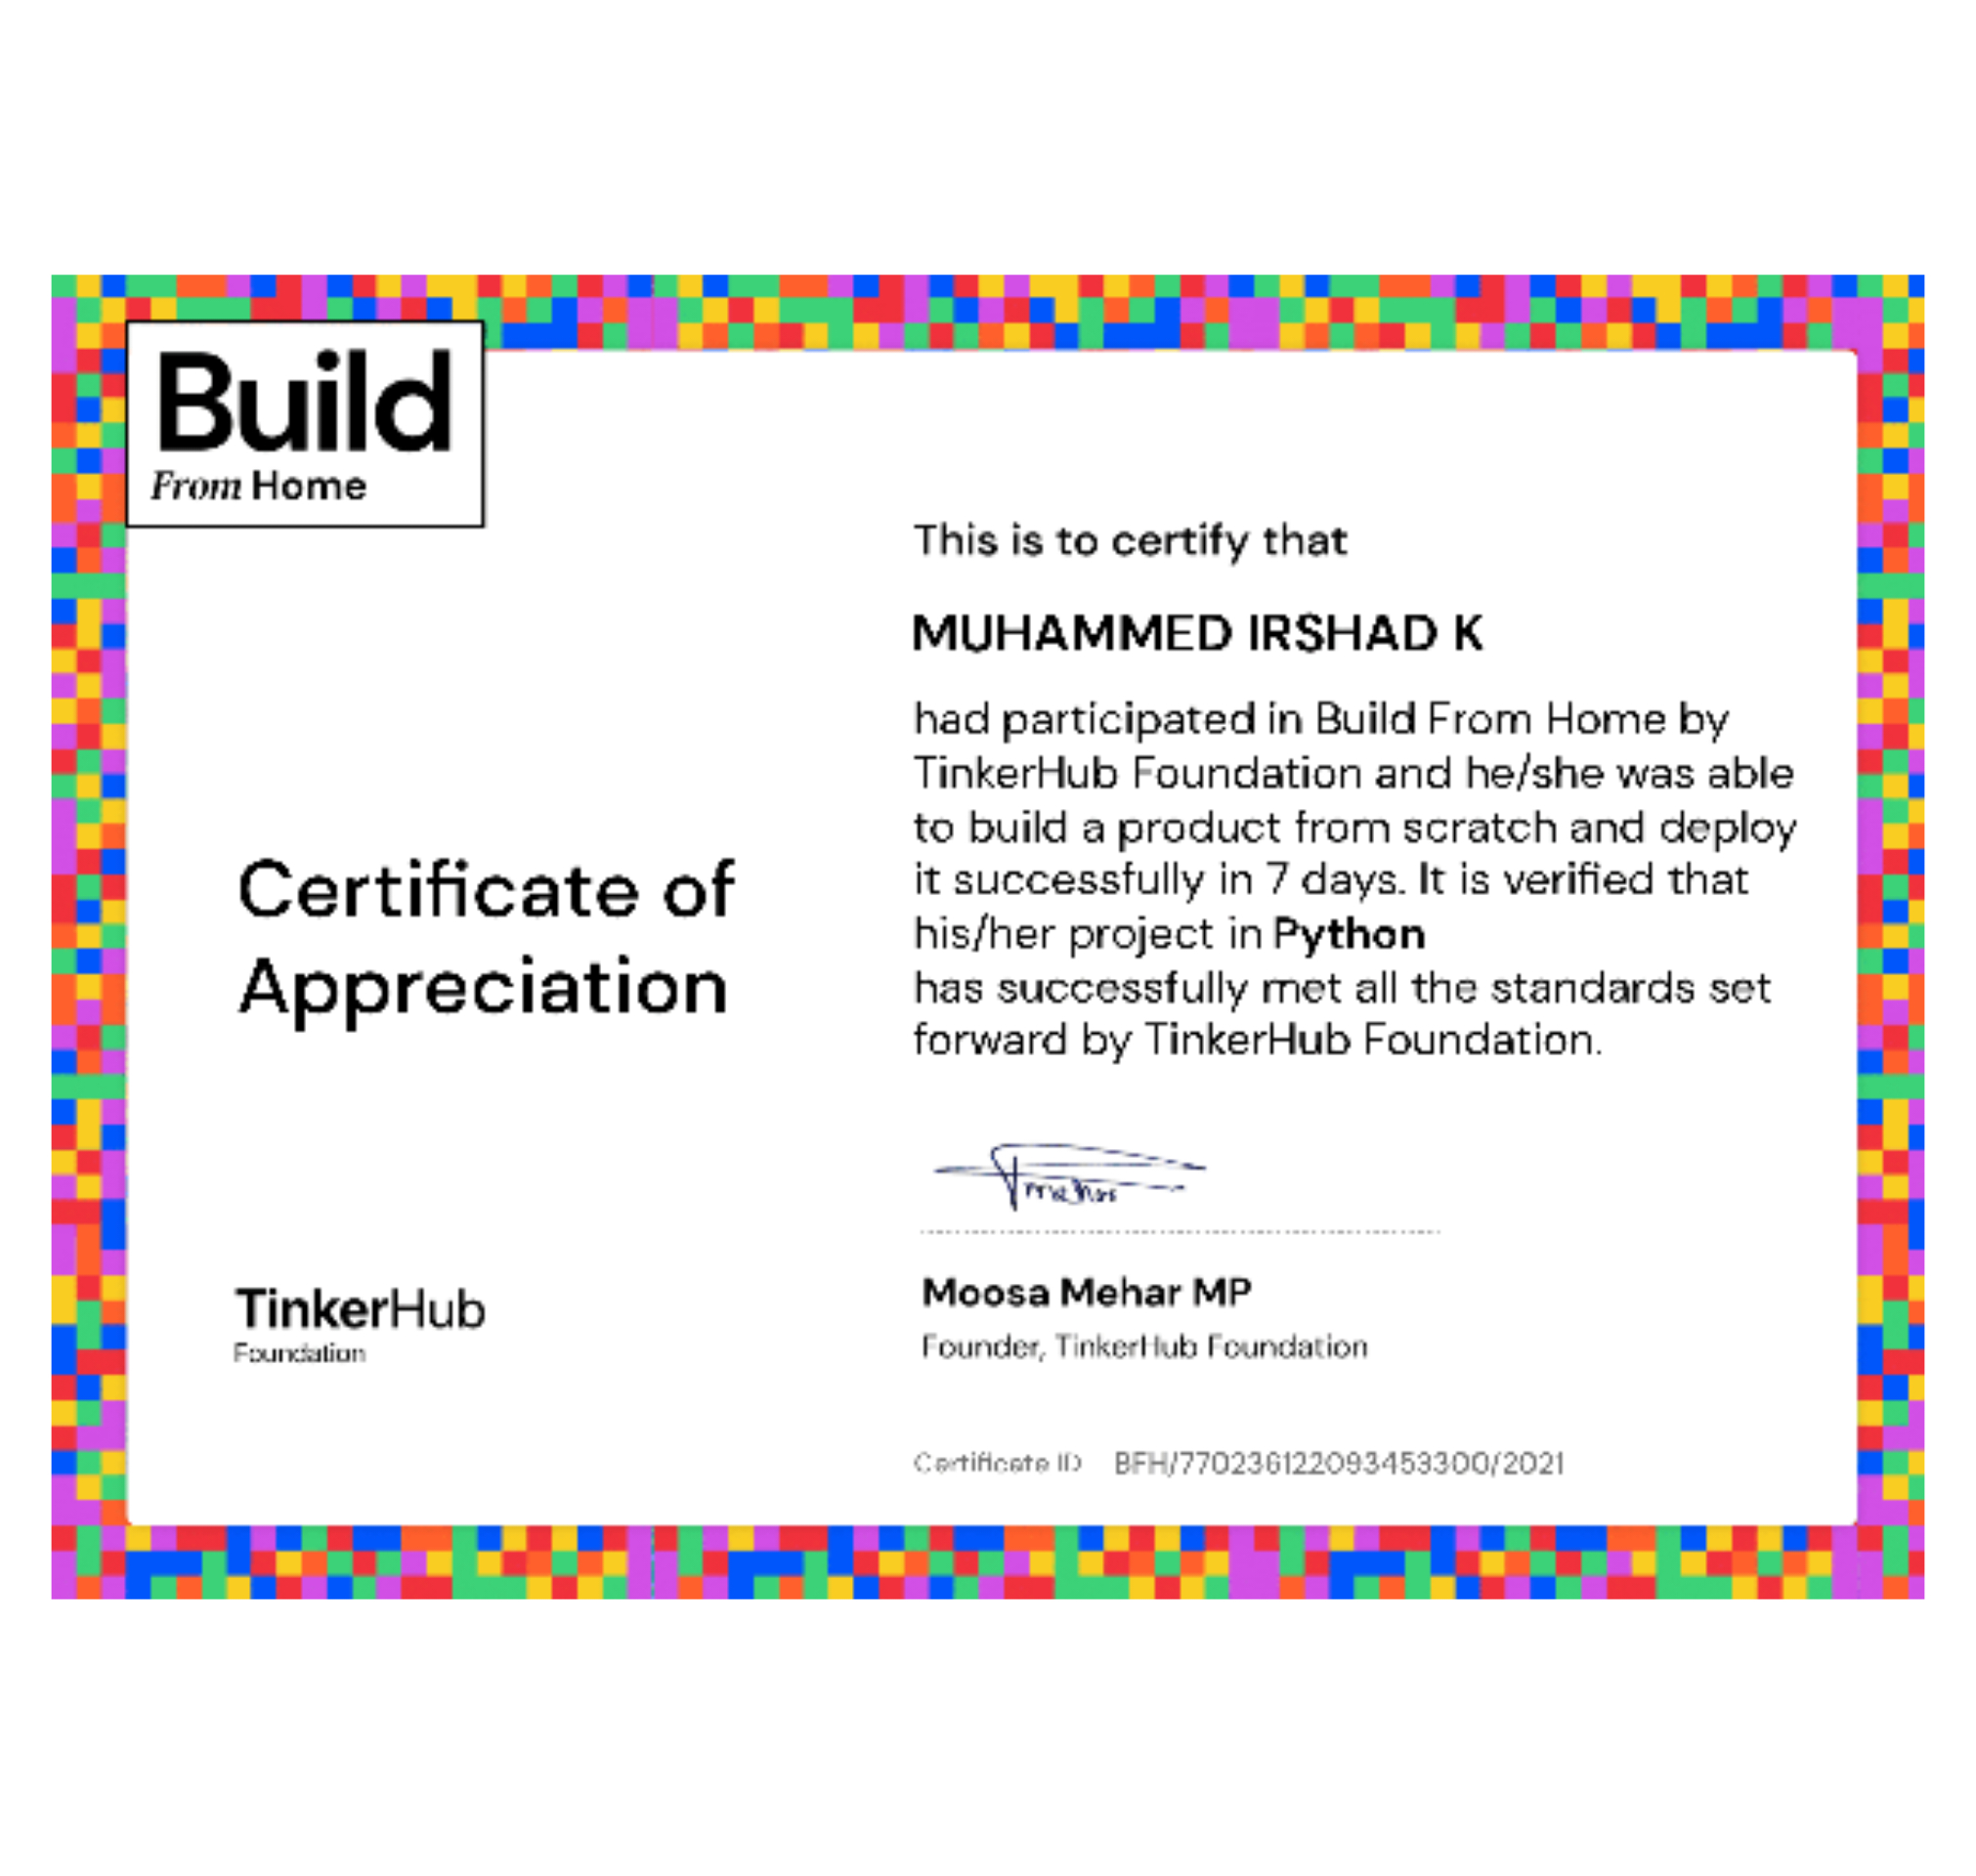 Build
From Home
This is to certify that
MUHAMMED IRSHAD K
had participated in Build From Home by
TinkerHub Foundation and he/she was able
to build a product from scratch and deploy
it successfully in 7 days. It is verified that
his/her project in Python
has successfully met all the standards set
forward by TinkerHub Foundation.
Certificate of
Appreciation
Moosa Mehar MP
Founder, TinkerHub Foundation
TinkerHub
Foundation
Certificate ID BFH/770236122093453300/2021